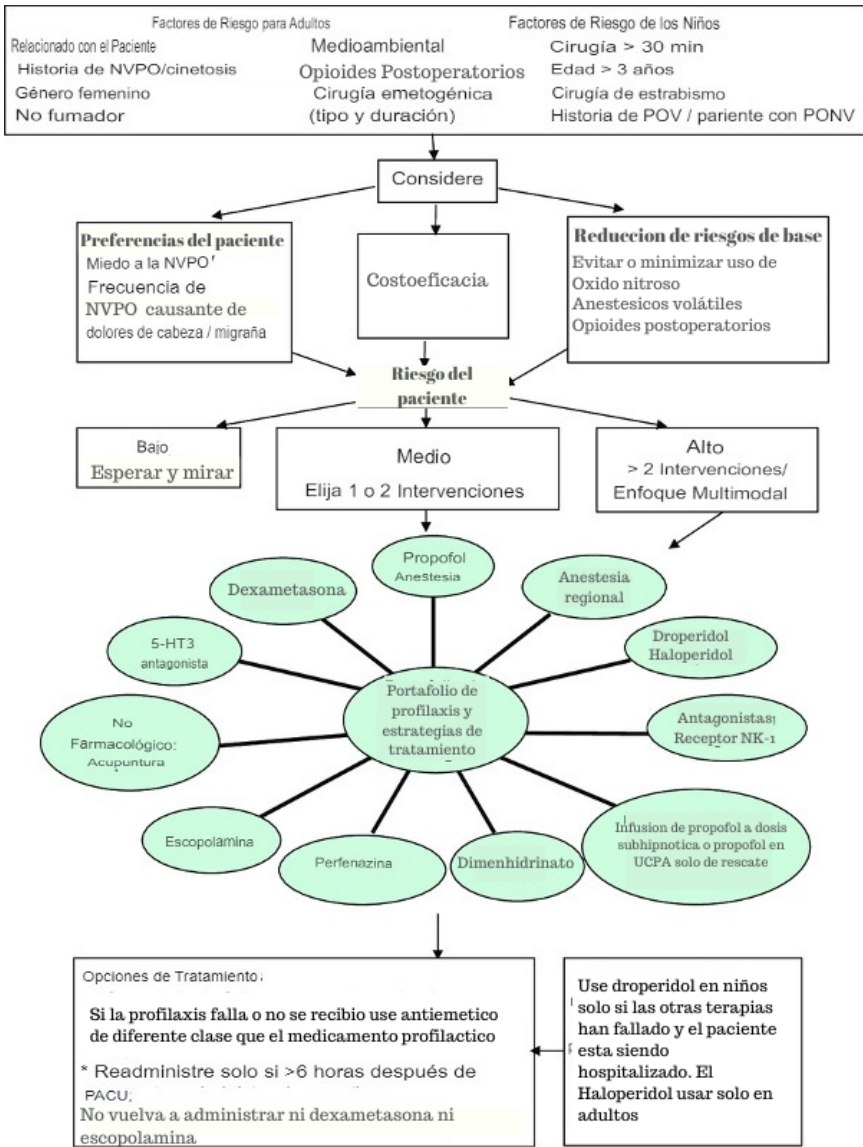 Factores de Riesgo para Adultos
Factores de Riesgo de los Niños
Relacionado con el Paciente
Historia de NVPO/cinetosis
Género femenino
No fumador
Medioambiental
Opioides Postoperatorios
Cirugía emetogénica
(tipo y duración)
Cirugía > 30 min
Edad > 3 años
Cirugía de estrabismo
Historia de POV / pariente con PONV
Considere
Preferencias del paciente
Miedo a la NVPO
Frecuencia de
NVPO causante de
dolores de cabeza / migraña
Costoeficacia
Reduccion de riesgos de base
Evitar o minimizar uso de
Oxido nitroso
Anestesicos volátiles
Opioides postoperatorios
Riesgo del
paciente
Bajo
Esperar y mirar
Medio
Elija 1 o 2 Intervenciones
Alto
> 2 Intervenciones/
Enfoque Multimodal
Propofol
Anestesia
Dexametasona
Anestesia
regional
5-HT3
antagonista
Droperidol
Haloperidol
Portafolio de
profilaxis y
estrategias de
tratamiento
No
Farmacológico:
Acupuntura
Antagonistas
Receptor NK-1
Escopolamina
Perfenazina
Dimenhidrinato
Infusion de propofol a dosis
subhipnotica o propofol en
UCPA solo de rescate
Opciones de Tratamiento:
Si la profilaxis falla o no se recibio use antiemetico
de diferente clase que el medicamento profilactico
* Readministre solo si >6 horas después de
PACU;
No vuelva a administrar ni dexametasona ni
escopolamina
Use droperidol en niños
solo si las otras terapias
han fallado y el paciente
esta siendo
hospitalizado. El
Haloperidol usar solo en
adultos